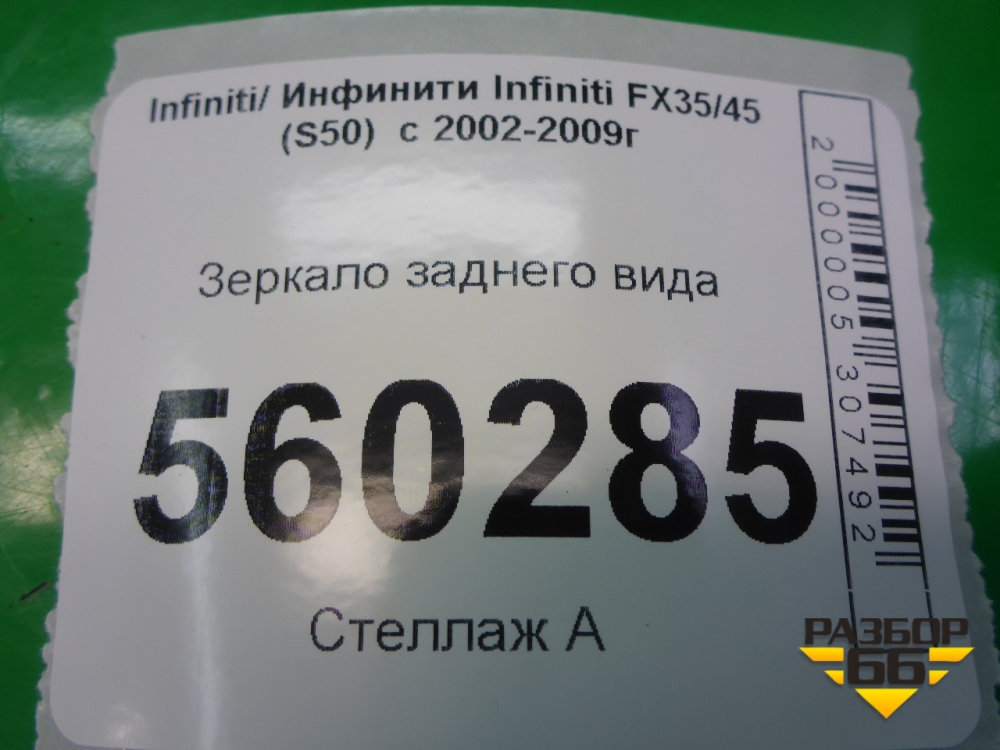 Infiniti/ Инфинити Infiniti FX35/45
(S50) с 2002-2009г
Зеркало заднего вида
560285
Стеллаж А
2000005307492
РАЗБОР
66